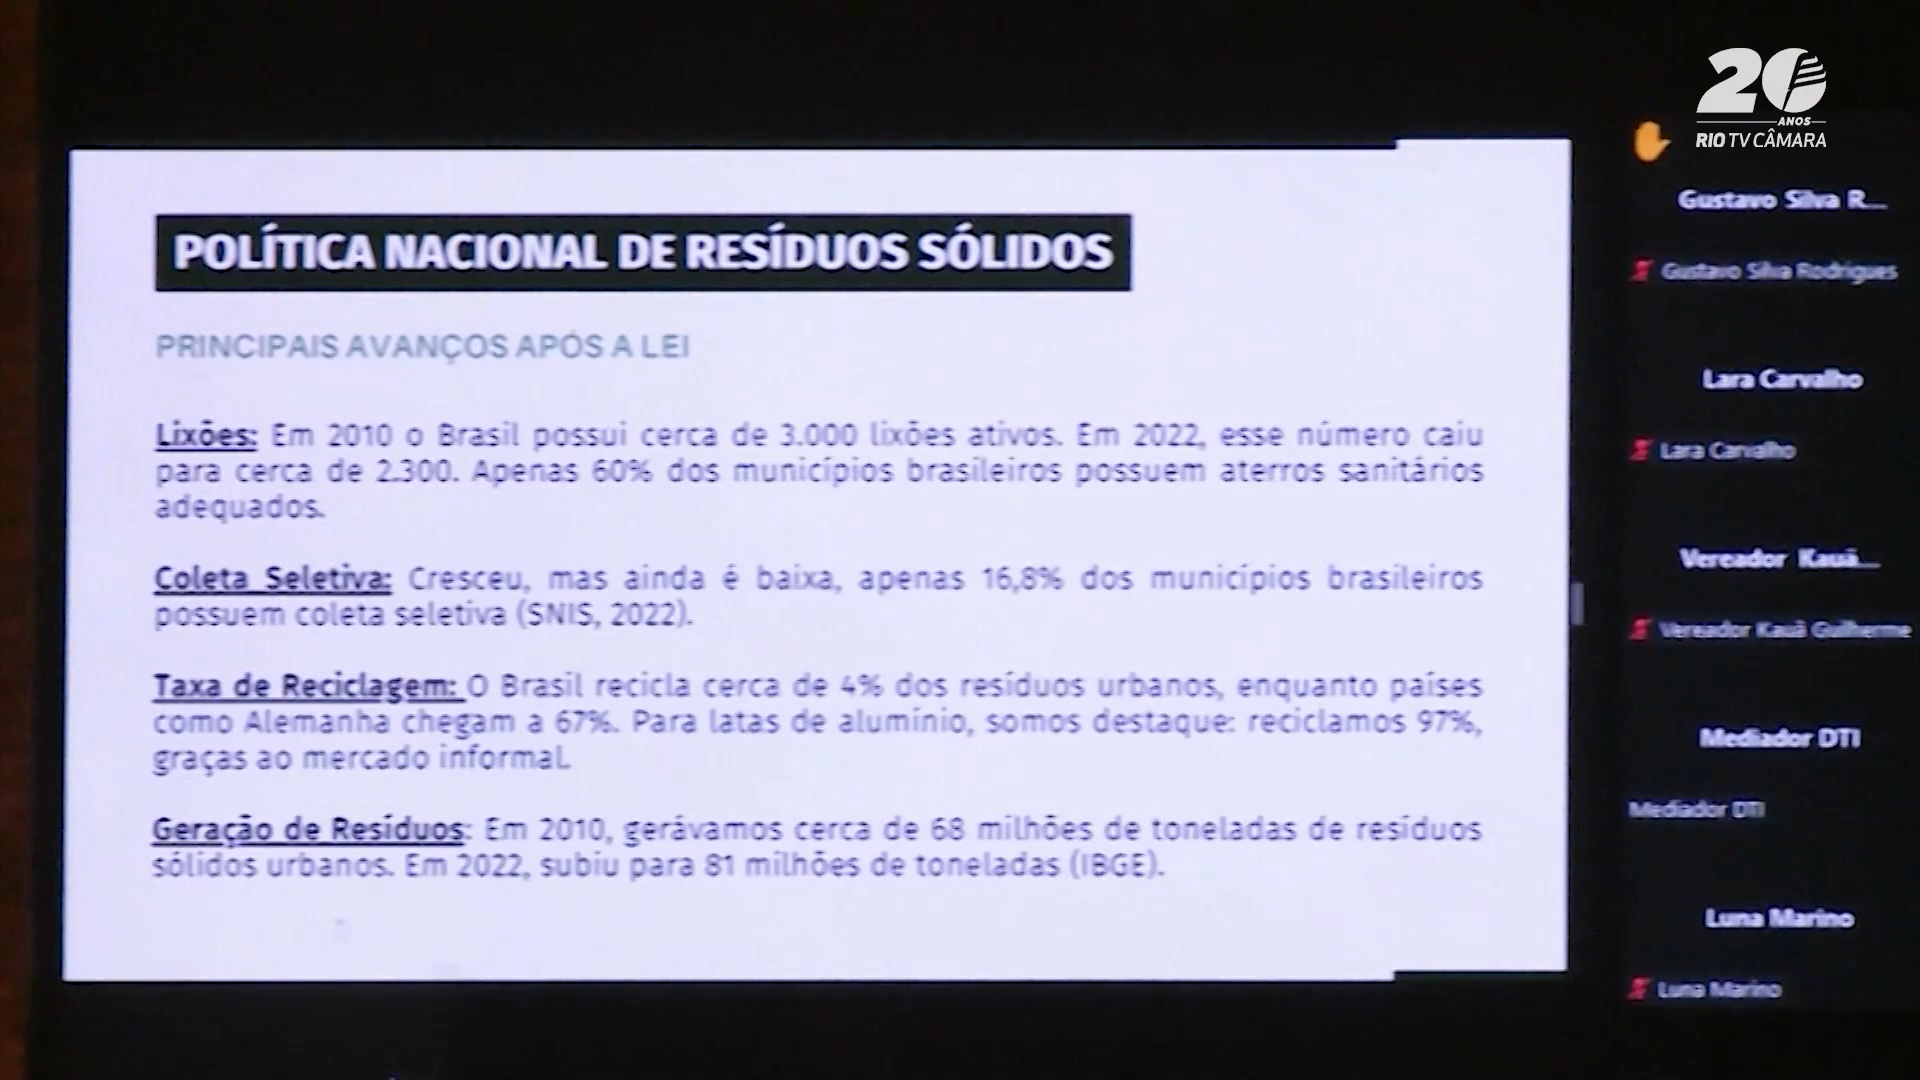 20
ANOS
RIO TV CÂMARA
POLÍTICA NACIONAL DE RESÍDUOS SÓLIDOS
PRINCIPAIS AVANÇOS APÓS A LEI
Lixões: Em 2010 o Brasil possui cerca de 3.000 lixões ativos. Em 2022, esse número caiu
para cerca de 2.300. Apenas 60% dos municípios brasileiros possuem aterros sanitários
adequados.
Coleta Seletiva: Cresceu, mas ainda é baixa, apenas 16,8% dos municípios brasileiros
possuem coleta seletiva (SNIS, 2022).
Taxa de Reciclagem: O Brasil recicla cerca de 4% dos resíduos urbanos, enquanto países
como Alemanha chegam a 67%. Para latas de alumínio, somos destaque: reciclamos 97%,
graças ao mercado informal.
Geração de Resíduos: Em 2010, gerávamos cerca de 68 milhões de toneladas de resíduos
sólidos urbanos. Em 2022, subiu para 81 milhões de toneladas (IBGE).
Gustavo Silva R...
Gustavo Silva Rodrigues
Lara Carvalho
Lara Carvalho
Vereador Kauã...
Vereador Kauã Guilherme
Mediador DTI
Mediador DTI
Luna Marino
Luna Marino